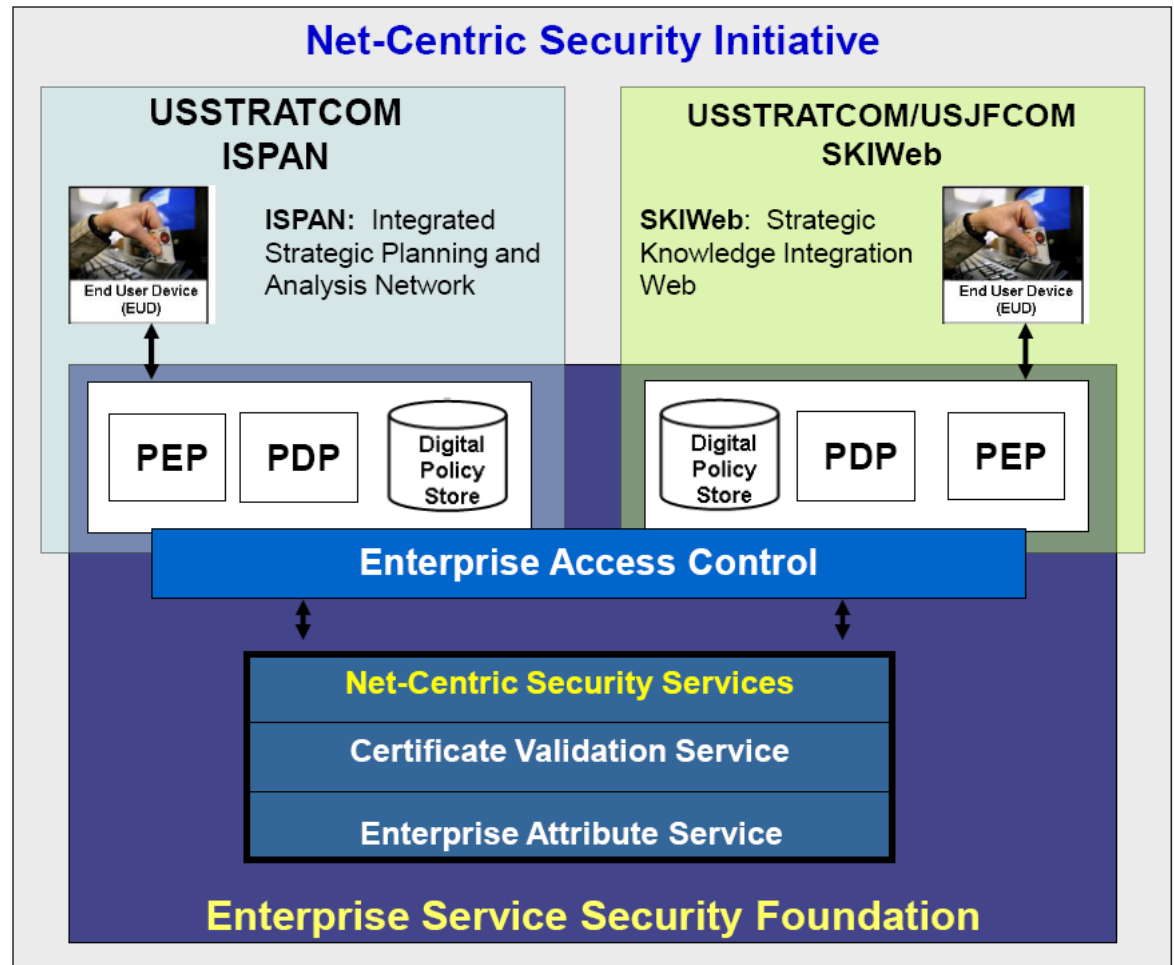 Net-Centric Security Initiative
USSTRATCOM
ISPAN
ISPAN: Integrated
Strategic Planning and
Analysis Network
End User Device
(EUD)
USSTRATCOM/USJFCOM
SKIWeb
SKIWeb: Strategic
Knowledge Integration
Web
End User Device
(EUD)
PEP
PDP
Digital
Policy
Store
Digital
Policy
Store
PDP
PEP
Enterprise Access Control
Net-Centric Security Services
Certificate Validation Service
Enterprise Attribute Service
Enterprise Service Security Foundation